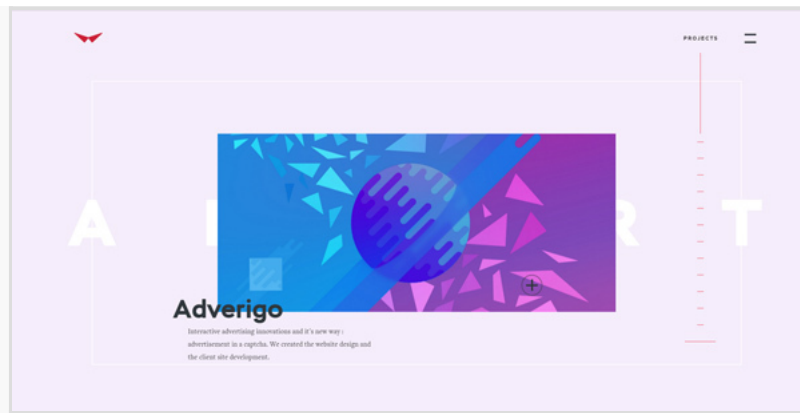 PROJECTS
A R T
Adverigo
Interactive advertising innovations and it's new way :
advertisement in a captcha. We created the website design and
the client site development.